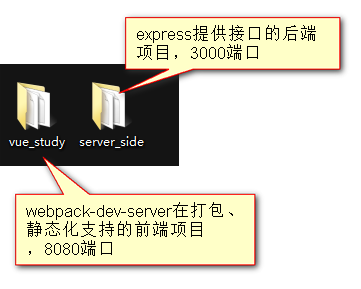 express提供接口的后端
项目，3000端口
vue_study
server_side
webpack-dev-server在打包、
静态化支持的前端项目
，8080端口